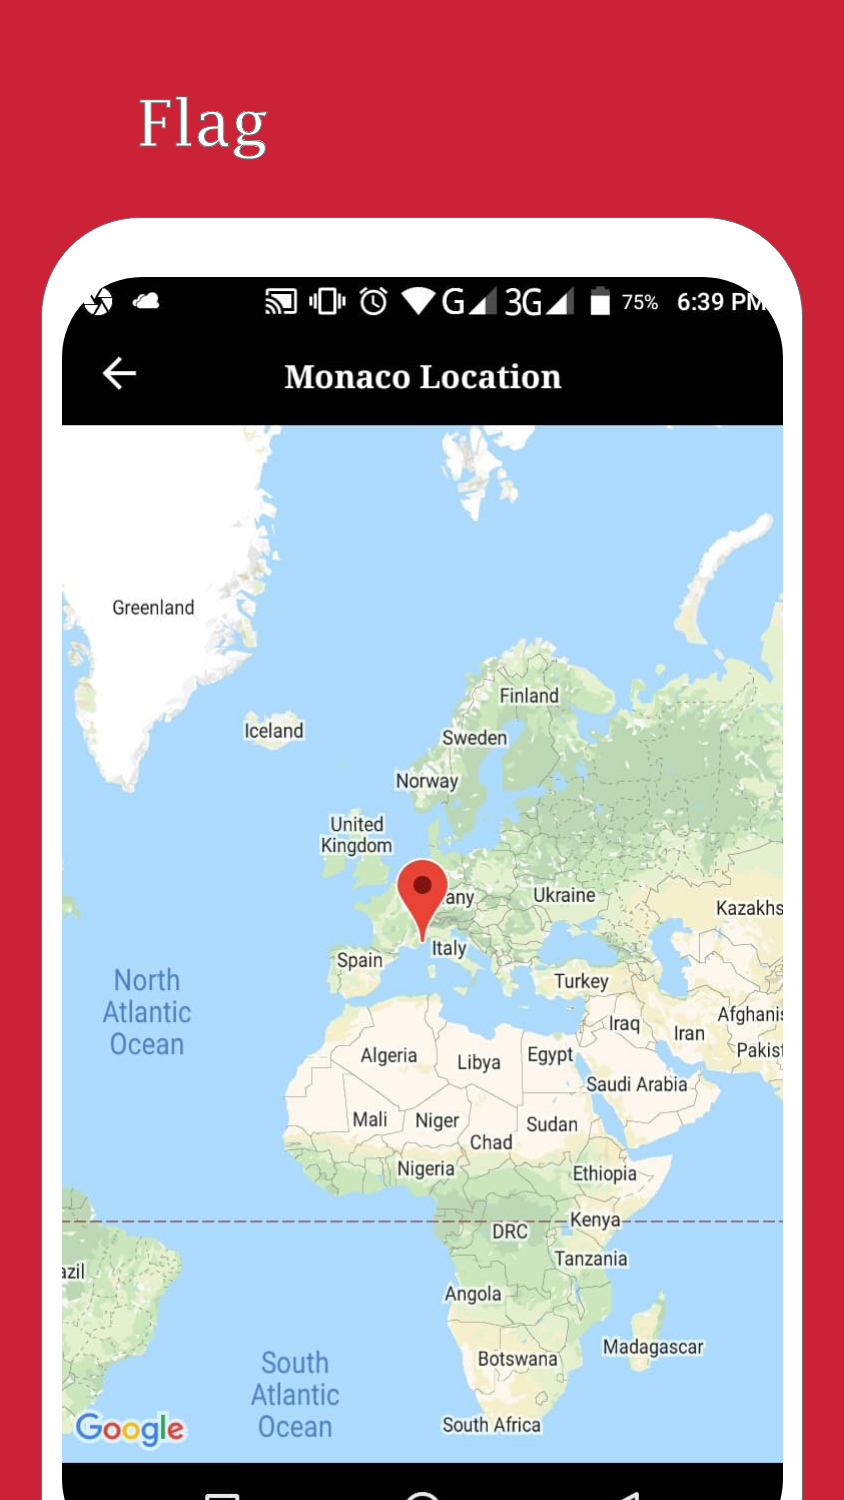 Flag
G 3G 75% 6:39 PM
Monaco Location
Greenland
Finland
Iceland
Sweden
Norway
United
Kingdom
any
Ukraine
Kazakhs
Italy
Spain
North
Atlantic
Ocean
Turkey
Afghanis
Iraq
Iran
Pakist
Algeria
Libya
Egypt
Saudi Arabia
Mali
Niger
Sudan
Chad
Nigeria
Ethiopia
Kenya
DRC
Tanzania
azil
Angola
Madagascar
Botswana
South
Atlantic
Ocean
Google
South Africa